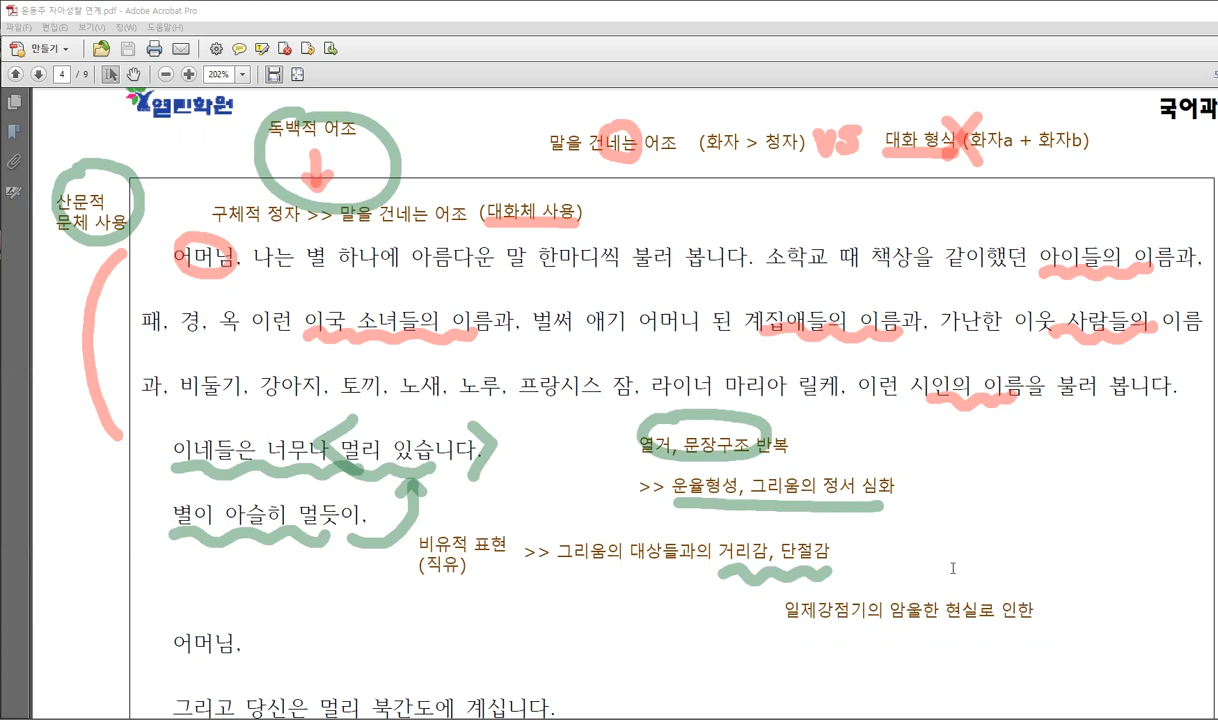 윤동주 자아성찰 연계.pdf - Adobe Acrobat Pro
파일(F) 편집(E) 보기(V) 창(W) 도움말(H)
만들기
4 / 9 202%
열린학원
국어과
독백적 어조
말을 건네는 어조 (화자 > 청자) VS 대화 형식 (화자a + 화자b)
산문적
문체 사용
구체적 정자 >> 말을 건네는 어조 (대화체 사용)
어머님, 나는 별 하나에 아름다운 말 한마디씩 불러 봅니다. 소학교 때 책상을 같이했던 아이들의 이름과,
패, 경, 옥 이런 이국 소녀들의 이름과, 벌써 애기 어머니 된 계집애들의 이름과, 가난한 이웃 사람들의 이름
과, 비둘기, 강아지, 토끼, 노새, 노루, 프랑시스 잠, 라이너 마리아 릴케, 이런 시인의 이름을 불러 봅니다.
이네들은 너무나 멀리 있습니다.
열거, 문장구조 반복
>> 운율형성, 그리움의 정서 심화
별이 아슬히 멀듯이,
비유적 표현
(직유)
>> 그리움의 대상들과의 거리감, 단절감
일제강점기의 암울한 현실로 인한
어머님,
그리고 당신은 멀리 북간도에 계십니다.